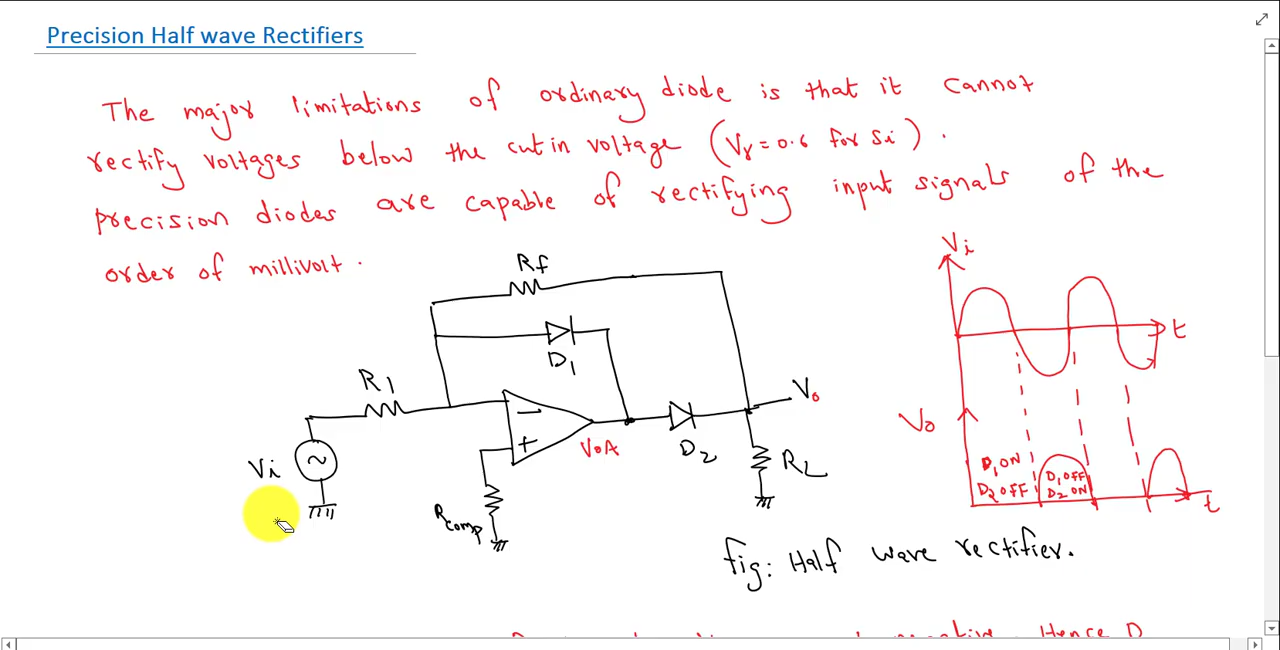 Precision Half wave Rectifiers
The major limitations of ordinary diode is that it cannot
rectify voltages below the cut in voltage (Vγ = 0.6 for Si).
precision diodes are capable of rectifying input signals of the
order of millivolt.
Rf
D1
R1
Vi
Rcomp
−
+
VOA
D2
Vo
RL
Vi
t
Vo
D1 ON
D2 OFF
D1 OFF
D2 ON
t
fig: Half wave rectifier.
negative. Hence D